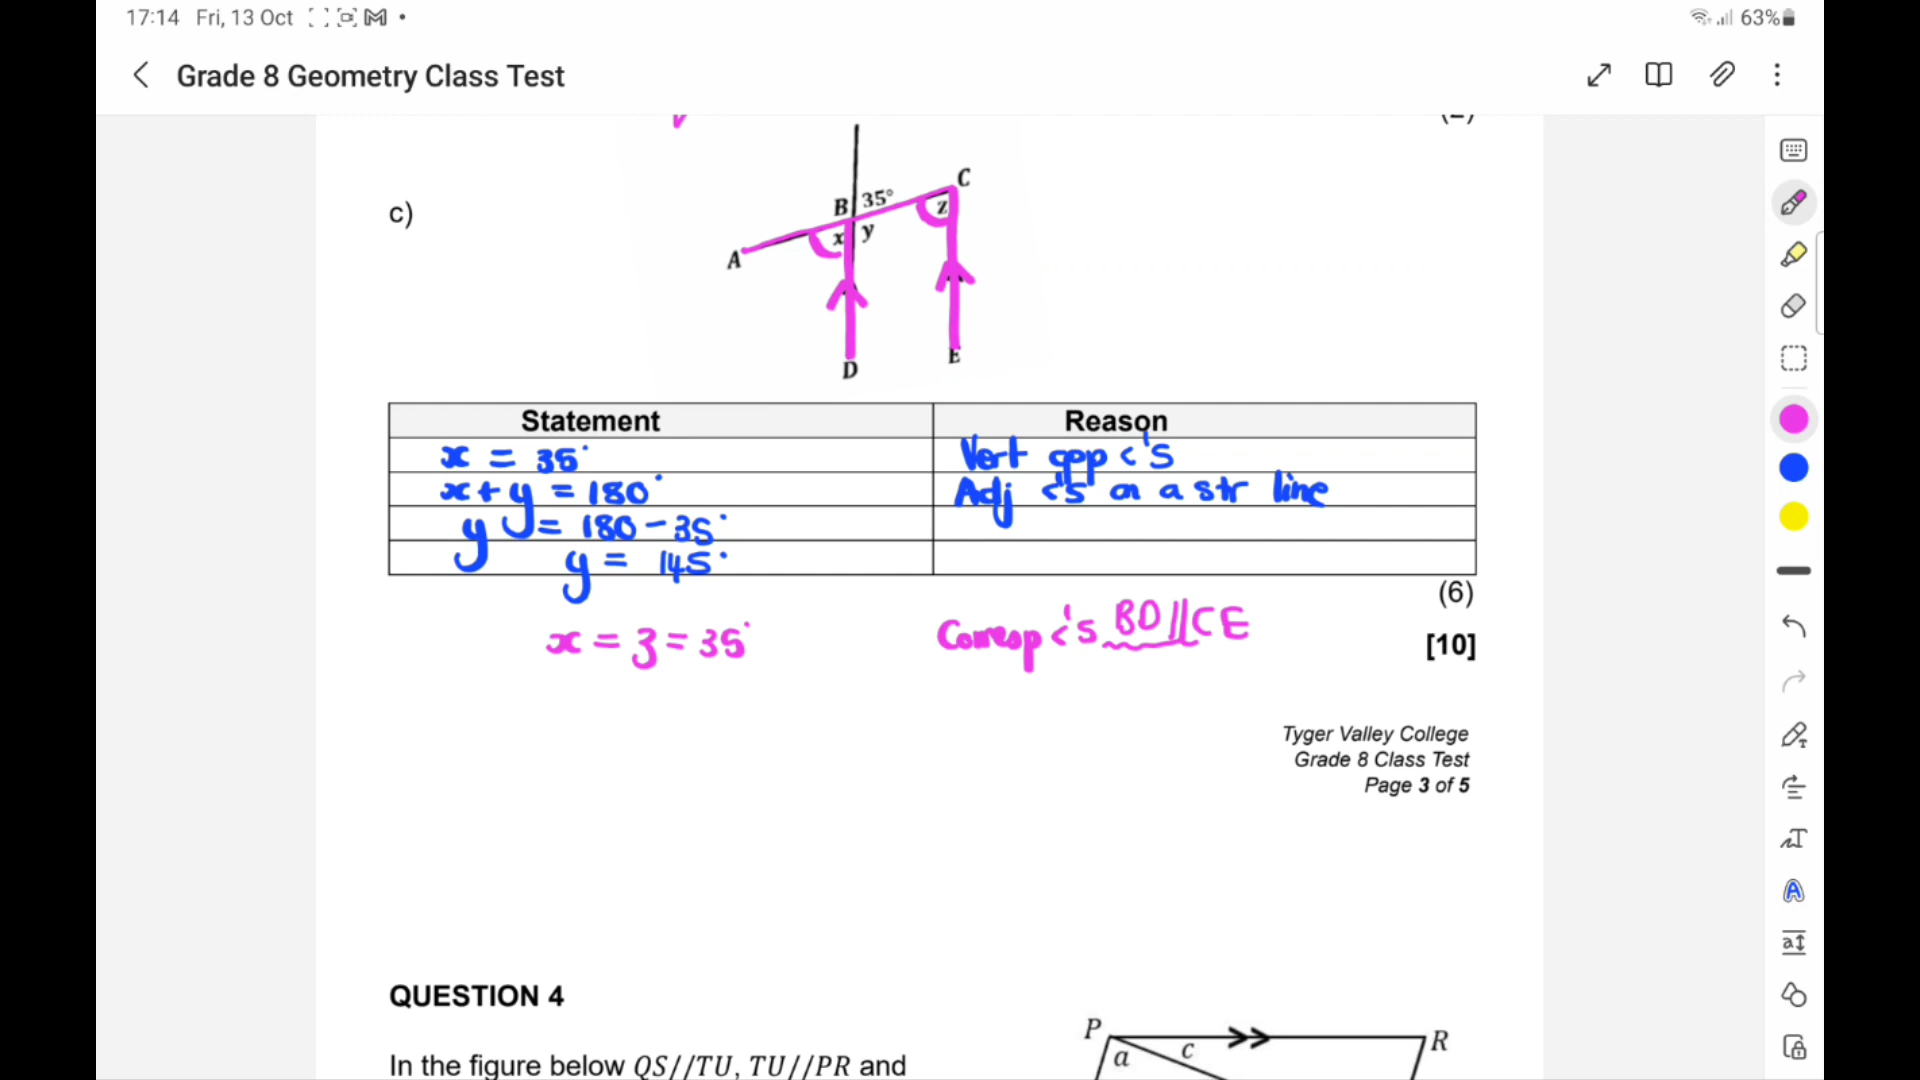 17:14 Fri, 13 Oct
63%
Grade 8 Geometry Class Test
c)
C
B 35°
z
x y
A
D
E
Statement Reason
x = 35° Vert opp <'s
x + y = 180° Adj <'s on a str line
y = 180 - 35°
y
y = 145°
(6)
x = 3 = 35° Corresp <'s BD || CE
[10]
Tyger Valley College
Grade 8 Class Test
Page 3 of 5
QUESTION 4
P R
In the figure below QS//TU, TU//PR and
a c